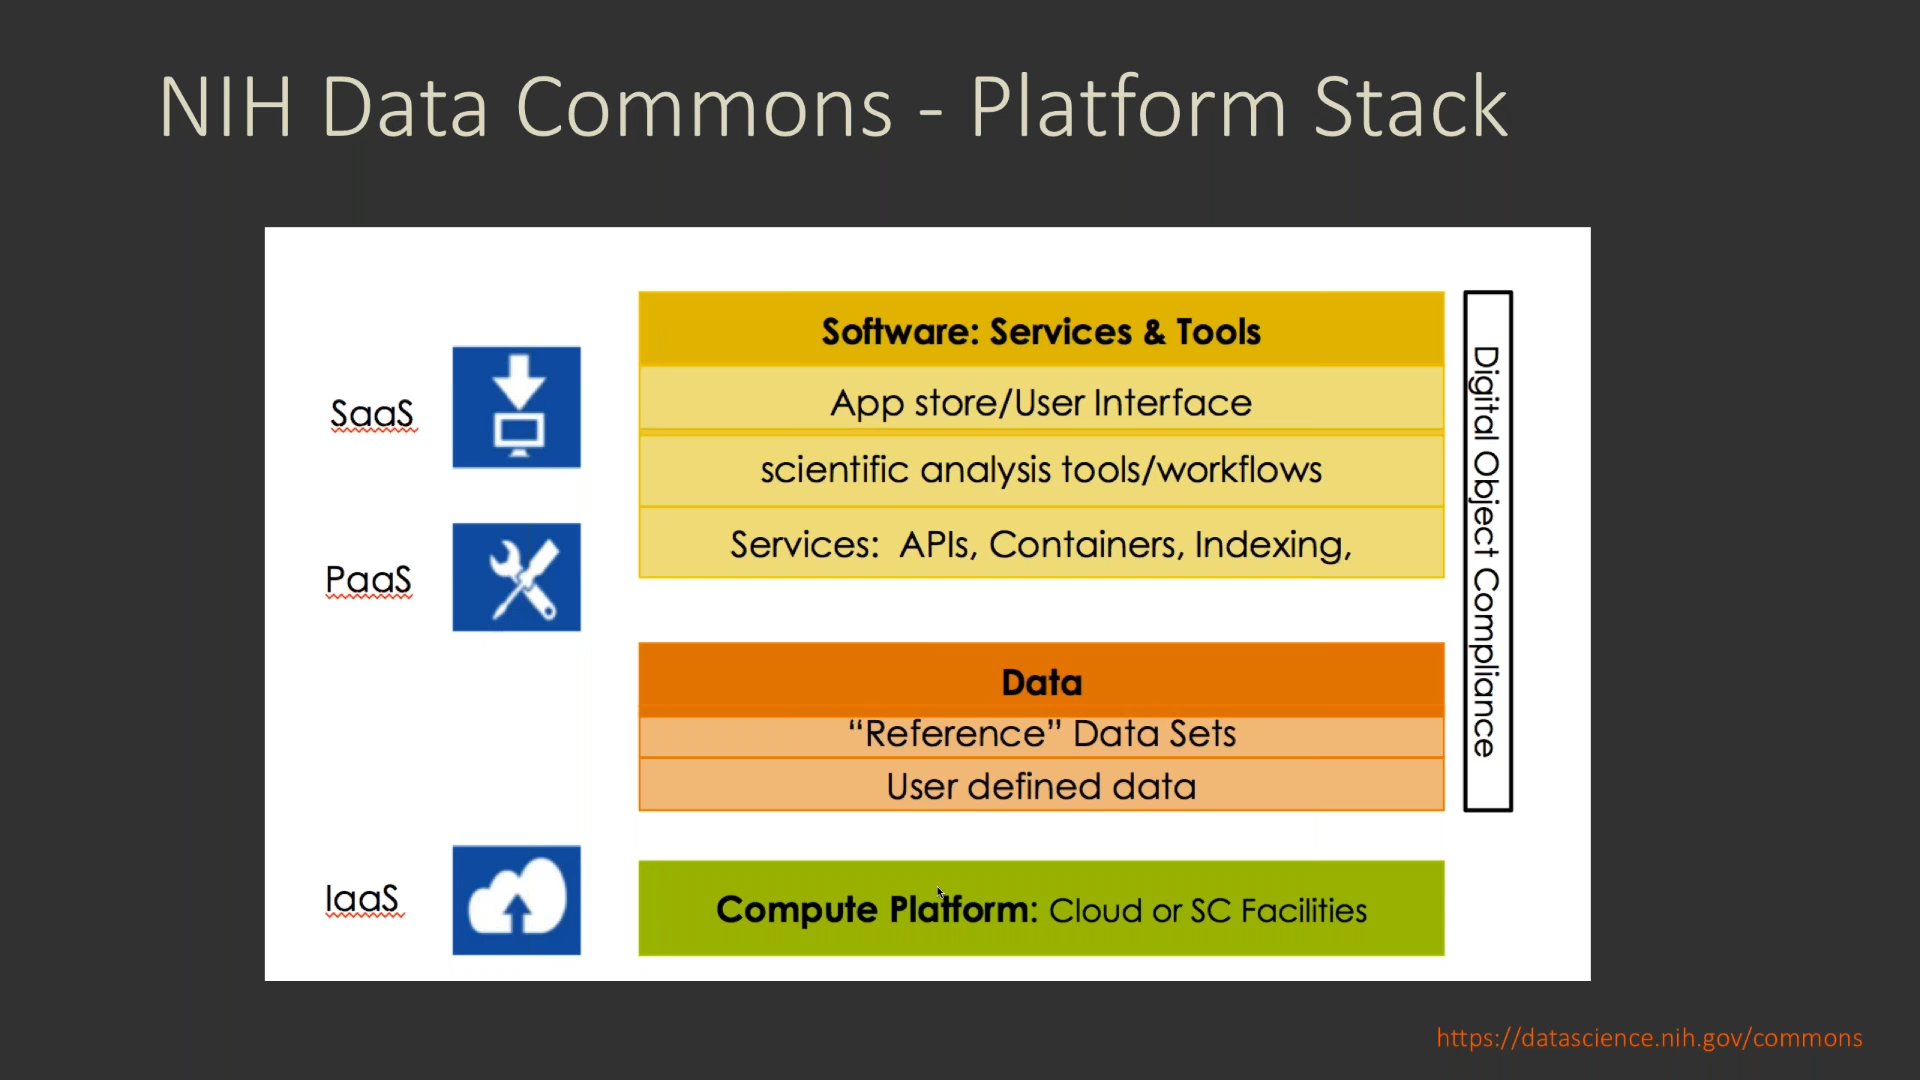 NIH Data Commons - Platform Stack
Software: Services & Tools
SaaS
App store/User Interface
scientific analysis tools/workflows
Services:  APIs, Containers, Indexing,
PaaS
Data
“Reference” Data Sets
User defined data
IaaS
Compute Platform: Cloud or SC Facilities
Digital Object Compliance
https://datascience.nih.gov/commons